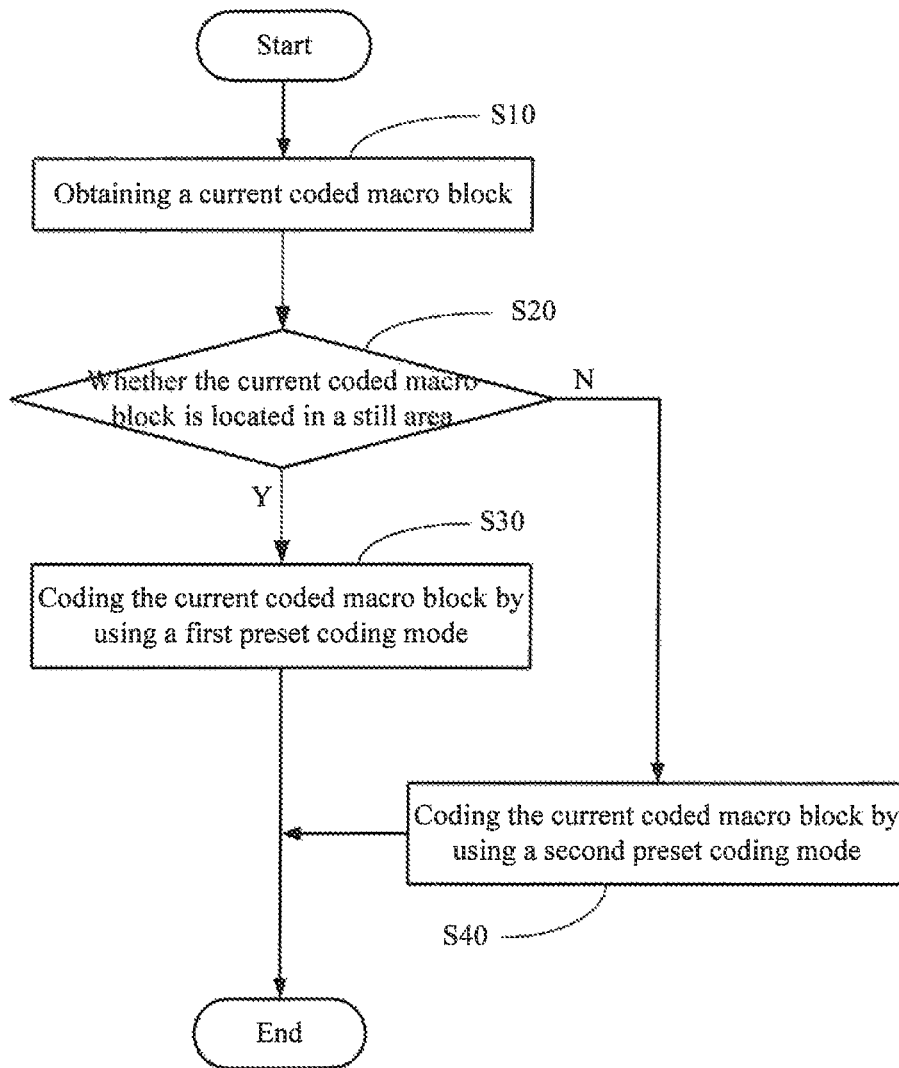 Start
S10
Obtaining a current coded macro block
S20
Whether the current coded macro
block is located in a still area
N
Y
S30
Coding the current coded macro block by
using a first preset coding mode
Coding the current coded macro block by
using a second preset coding mode
S40
End